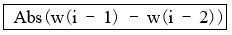 Abs(w(i - 1) - w(i - 2))